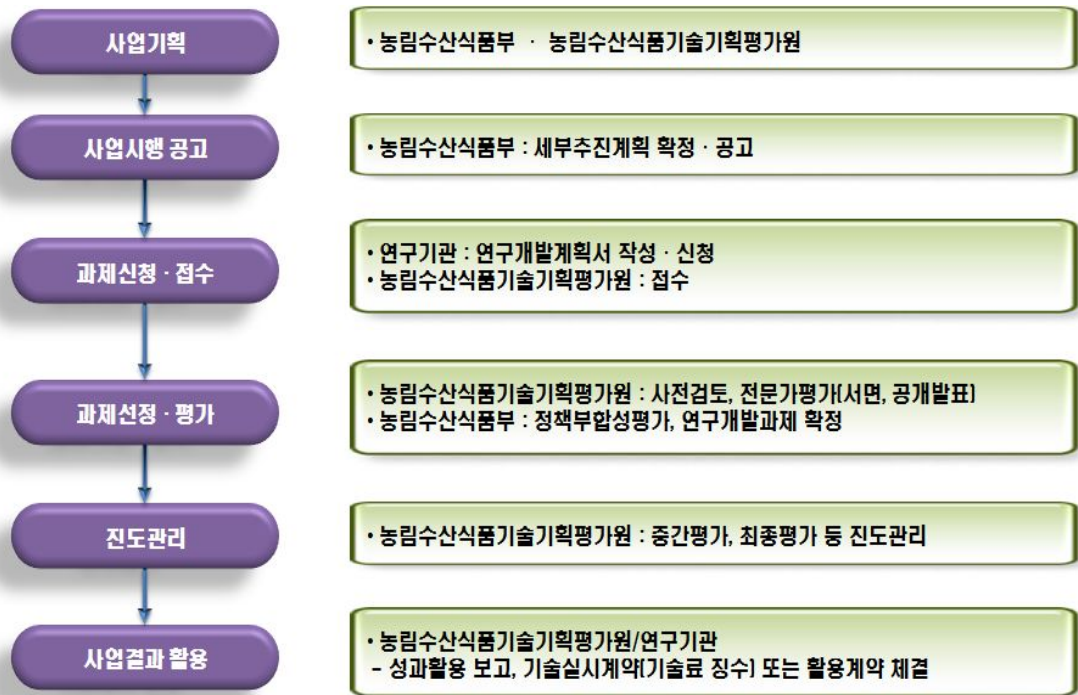 사업기획
• 농림수산식품부 · 농림수산식품기술기획평가원
사업시행 공고
• 농림수산식품부 : 세부추진계획 확정 · 공고
과제신청 · 접수
• 연구기관 : 연구개발계획서 작성 · 신청
• 농림수산식품기술기획평가원 : 접수
과제선정 · 평가
• 농림수산식품기술기획평가원 : 사전검토, 전문가평가(서면, 공개발표)
• 농림수산식품부 : 정책부합성평가, 연구개발과제 확정
진도관리
• 농림수산식품기술기획평가원 : 중간평가, 최종평가 등 진도관리
사업결과 활용
• 농림수산식품기술기획평가원/연구기관
- 성과활용 보고, 기술실시계약(기술료 징수) 또는 활용계약 체결